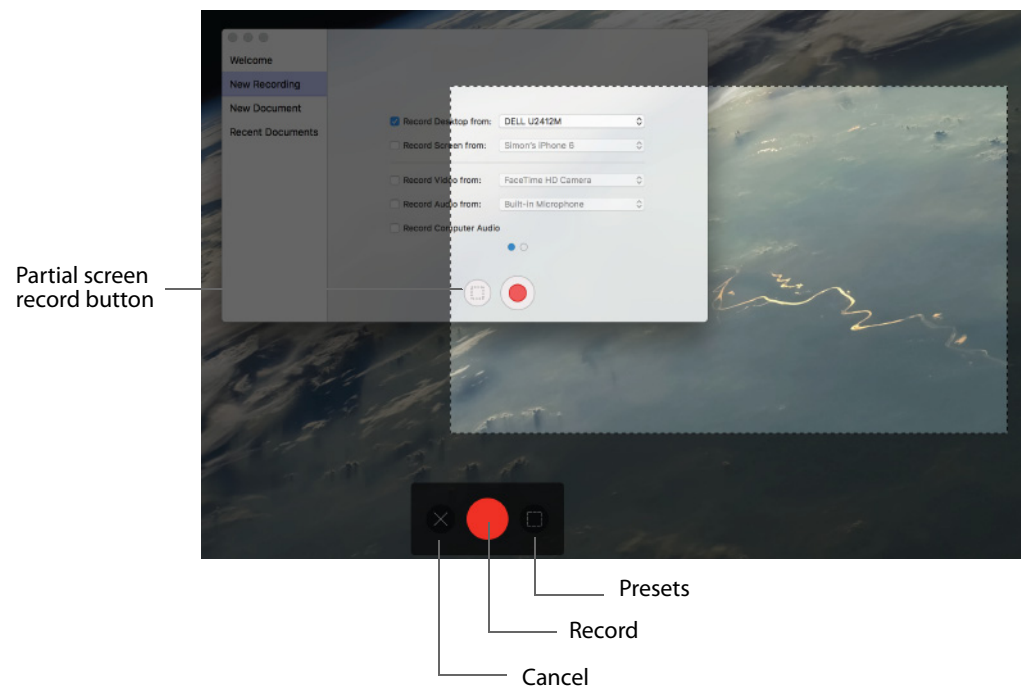 Welcome
New Recording
New Document
Recent Documents
Record Desktop from: DELL U2412M
Record Screen from: Simon's iPhone 6
Record Video from: FaceTime HD Camera
Record Audio from: Built-in Microphone
Record Computer Audio
Partial screen
record button
Presets
Record
Cancel